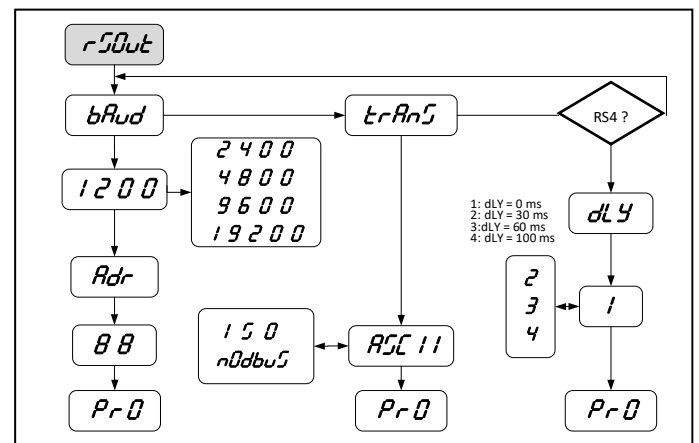 rSOut
bAud
trAnS
RS4 ?
1200
2400
4800
9600
19200
1: dLY = 0 ms
2: dLY = 30 ms
3:dLY = 60 ms
4: dLY = 100 ms
dLY
Adr
2
3
4
1
88
ISO
nOdbuS
ASCII
PrO
PrO
PrO